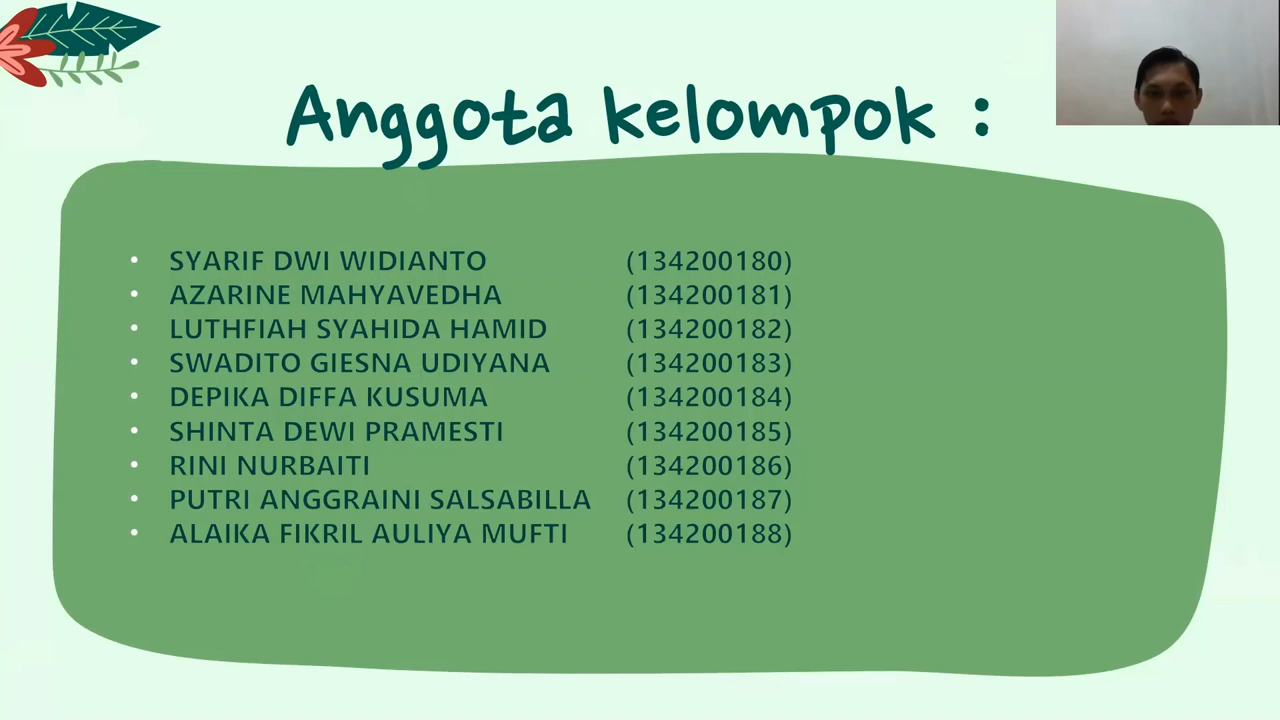 Anggota kelompok :
• SYARIF DWI WIDIANTO (134200180)
• AZARINE MAHYAVEDHA (134200181)
• LUTHFIAH SYAHIDA HAMID (134200182)
• SWADITO GIESNA UDIYANA (134200183)
• DEPIKA DIFFA KUSUMA (134200184)
• SHINTA DEWI PRAMESTI (134200185)
• RINI NURBAITI (134200186)
• PUTRI ANGGRAINI SALSABILLA (134200187)
• ALAIKA FIKRIL AULIYA MUFTI (134200188)